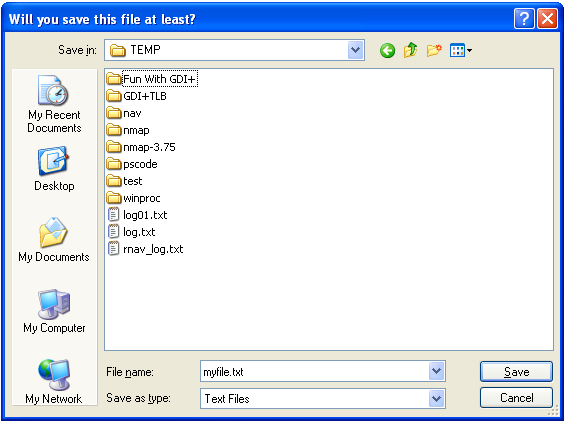 Will you save this file at least?
Save in: TEMP
My Recent
Documents
Desktop
My Documents
My Computer
My Network
Fun With GDI+
GDI+TLB
nav
nmap
nmap-3.75
pscode
test
winproc
log01.txt
log.txt
rnav_log.txt
File name: myfile.txt Save
Save as type: Text Files Cancel